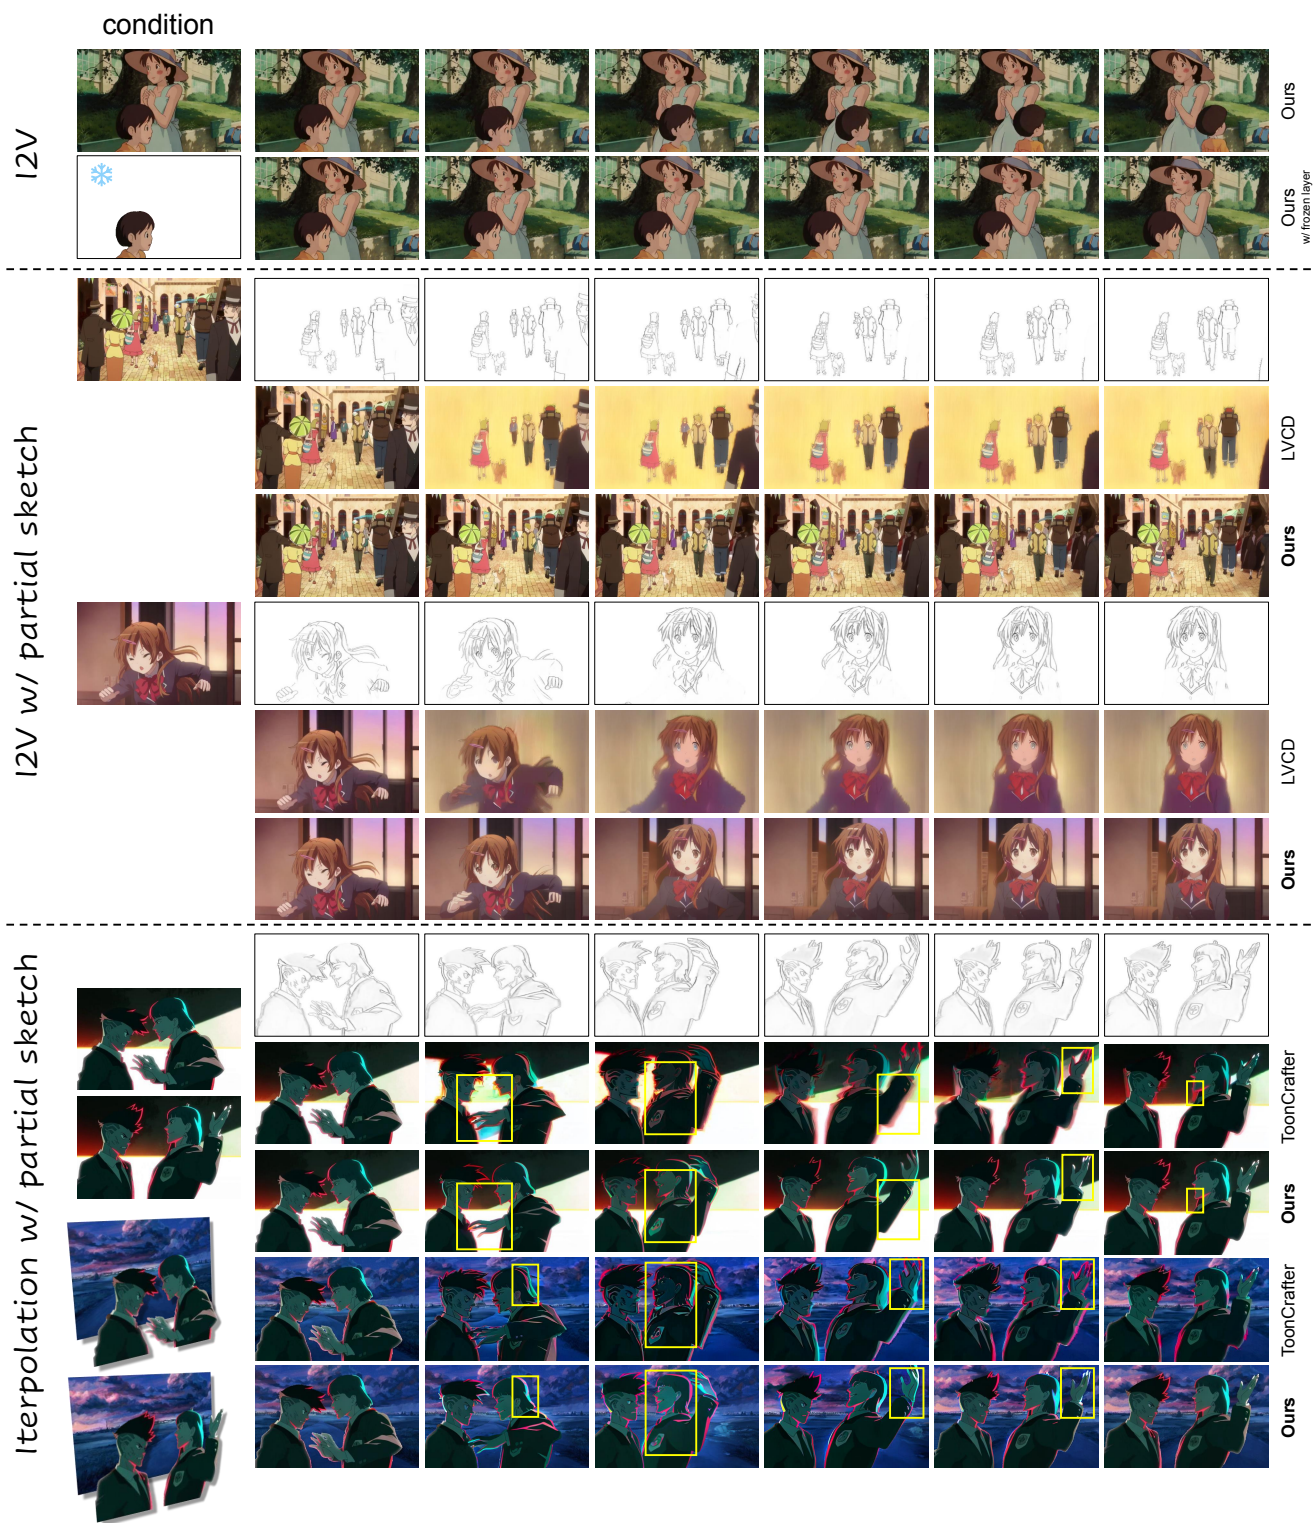 condition
I2V
Ours
Ours
w/ frozen layer
I2V w/ partial sketch
LVCD
Ours
LVCD
Ours
Iterpolation w/ partial sketch
ToonCrafter
Ours
ToonCrafter
Ours